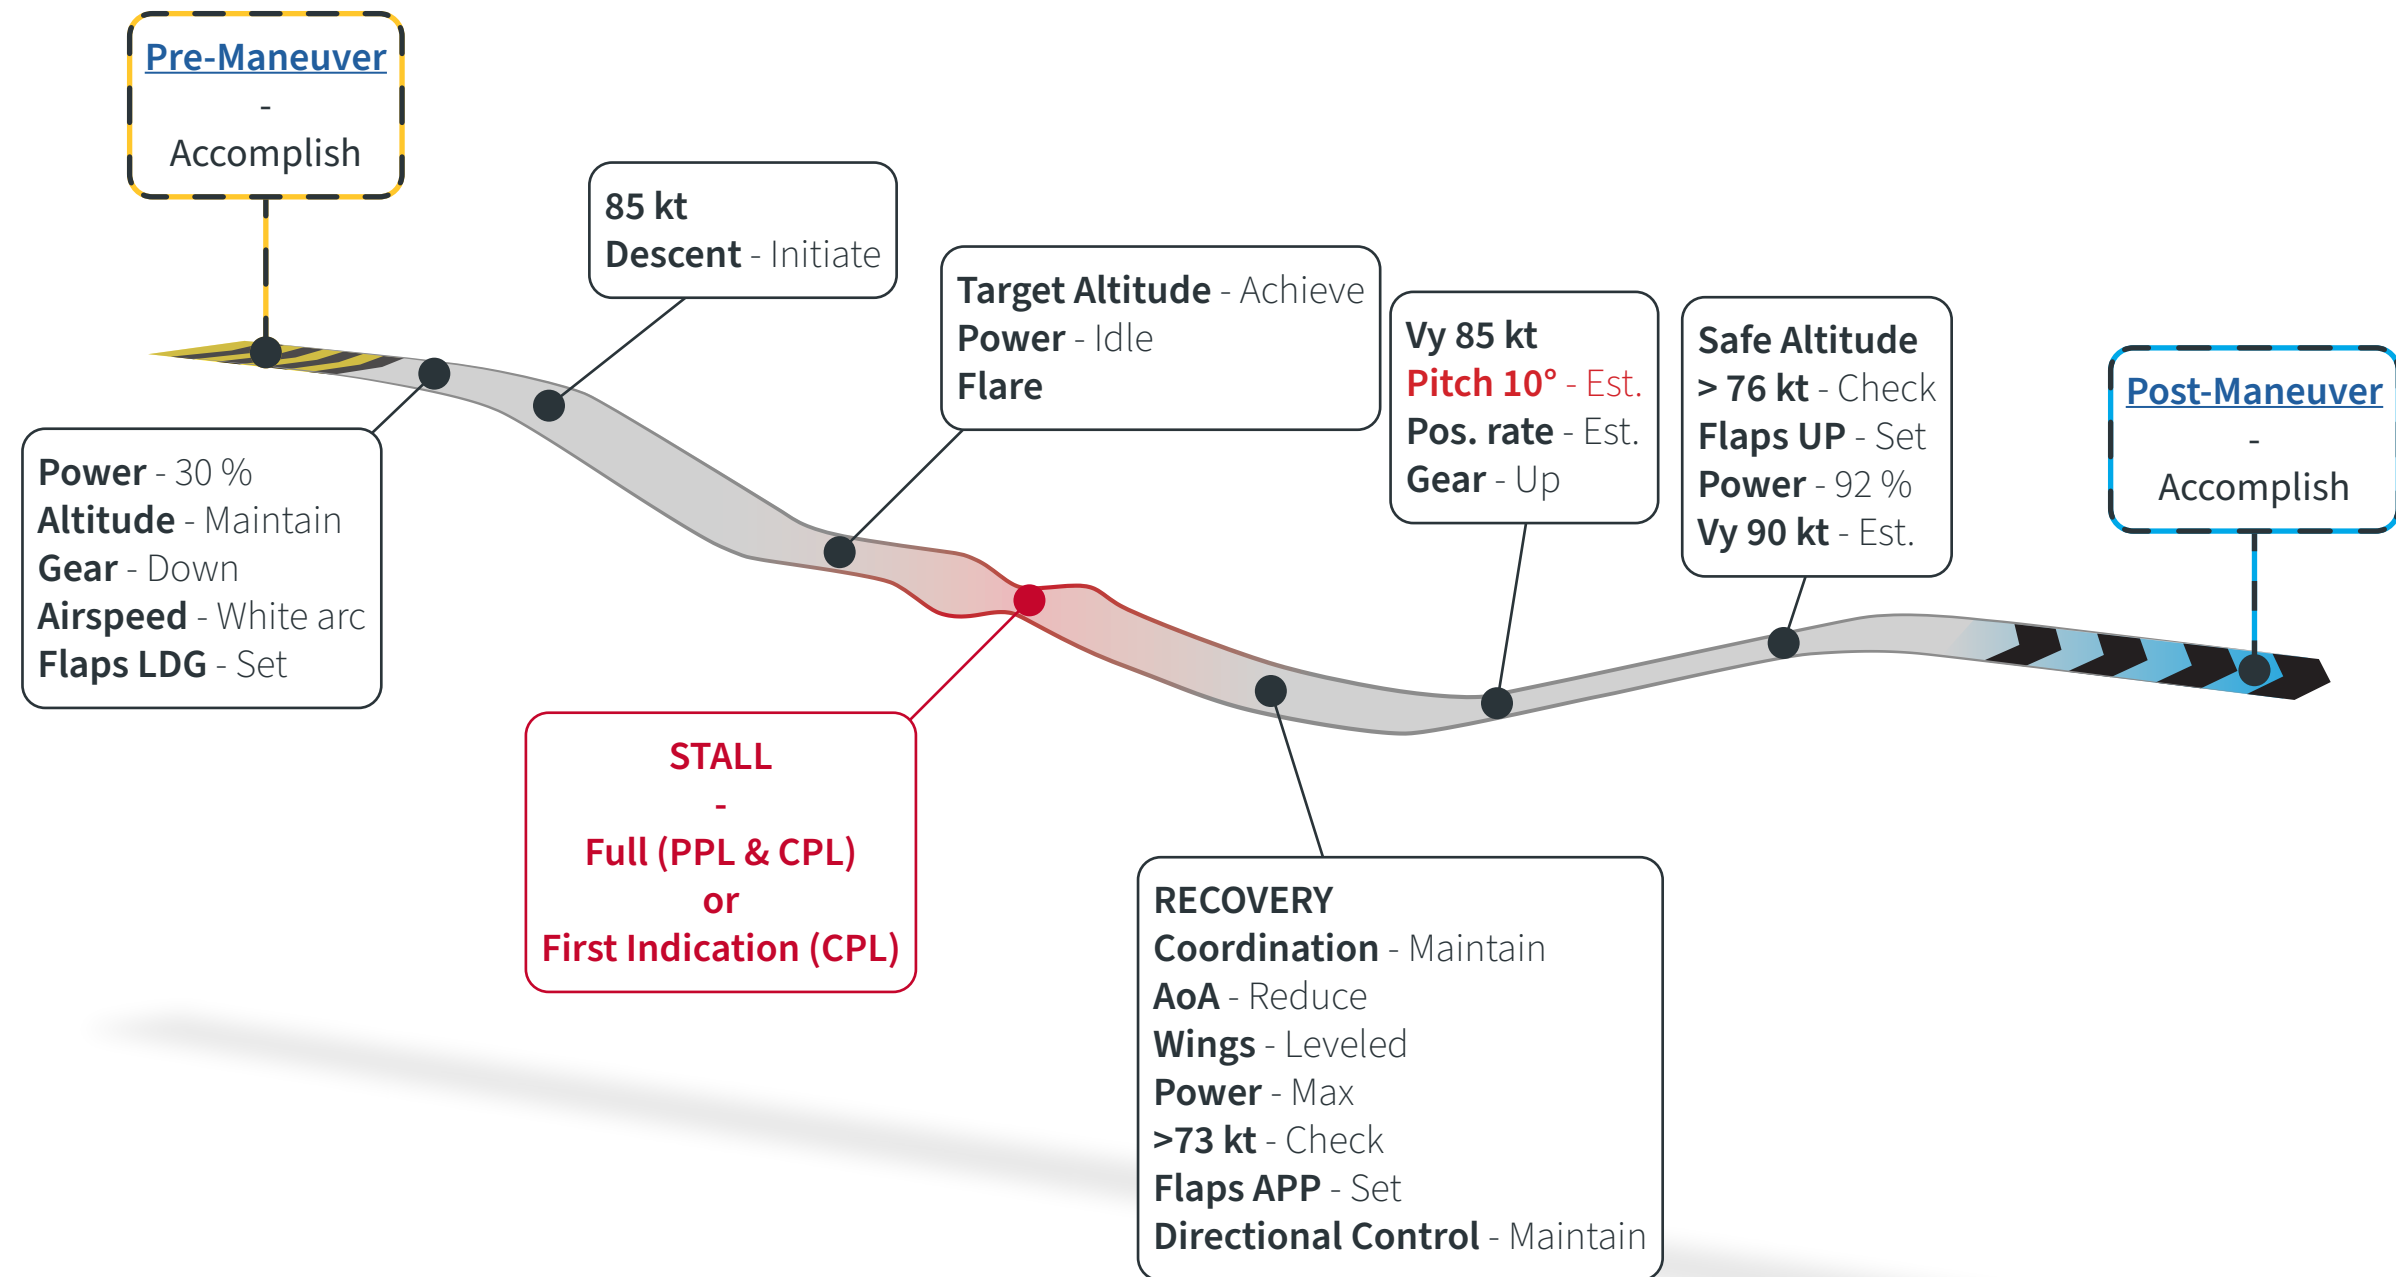 Pre-Maneuver
-
Accomplish
Power - 30 %
Altitude - Maintain
Gear - Down
Airspeed - White arc
Flaps LDG - Set
85 kt
Descent - Initiate
Target Altitude - Achieve
Power - Idle
Flare
STALL
-
Full (PPL & CPL)
or
First Indication (CPL)
RECOVERY
Coordination - Maintain
AoA - Reduce
Wings - Leveled
Power - Max
>73 kt - Check
Flaps APP - Set
Directional Control - Maintain
Vy 85 kt
Pitch 10° - Est.
Pos. rate - Est.
Gear - Up
Safe Altitude
> 76 kt - Check
Flaps UP - Set
Power - 92 %
Vy 90 kt - Est.
Post-Maneuver
-
Accomplish